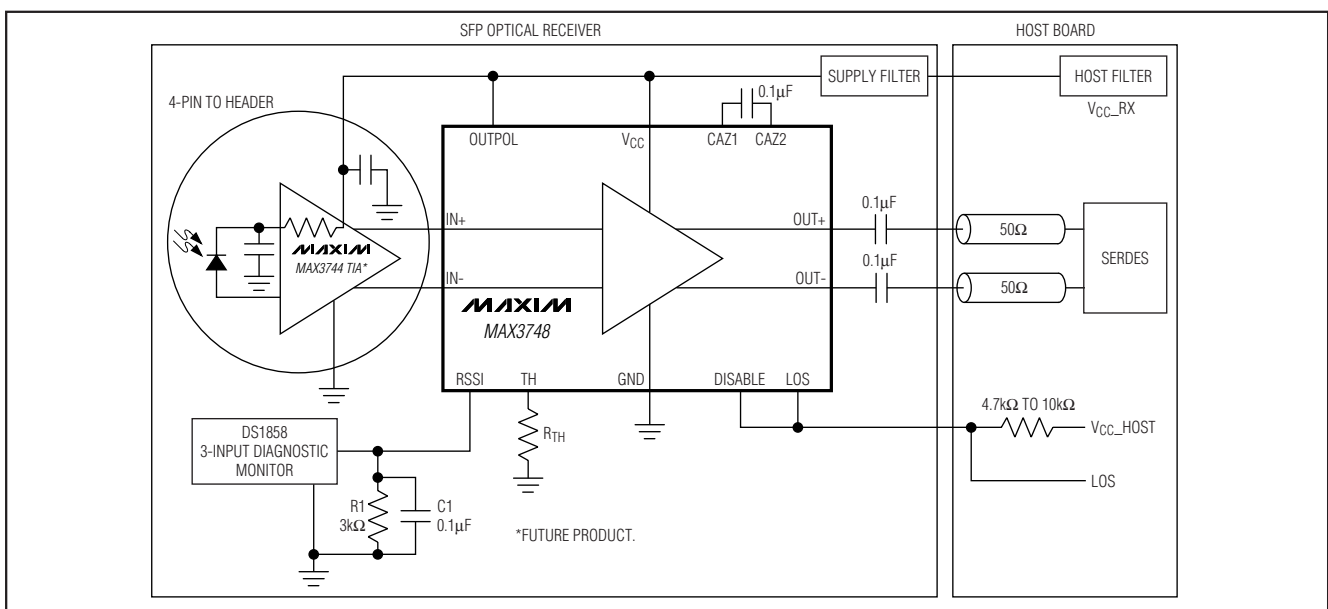 SFP OPTICAL RECEIVER
HOST BOARD
SUPPLY FILTER
HOST FILTER
VCC_RX
4-PIN TO HEADER
0.1µF
OUTPOL
VCC
CAZ1
CAZ2
IN+
OUT+
0.1µF
50Ω
MAXIM
MAX3744 TIA*
SERDES
IN-
OUT-
0.1µF
50Ω
MAXIM
MAX3748
RSSI
TH
GND
DISABLE
LOS
4.7kΩ TO 10kΩ
VCC_HOST
RTH
DS1858
3-INPUT DIAGNOSTIC
MONITOR
LOS
R1
3kΩ
C1
0.1µF
*FUTURE PRODUCT.